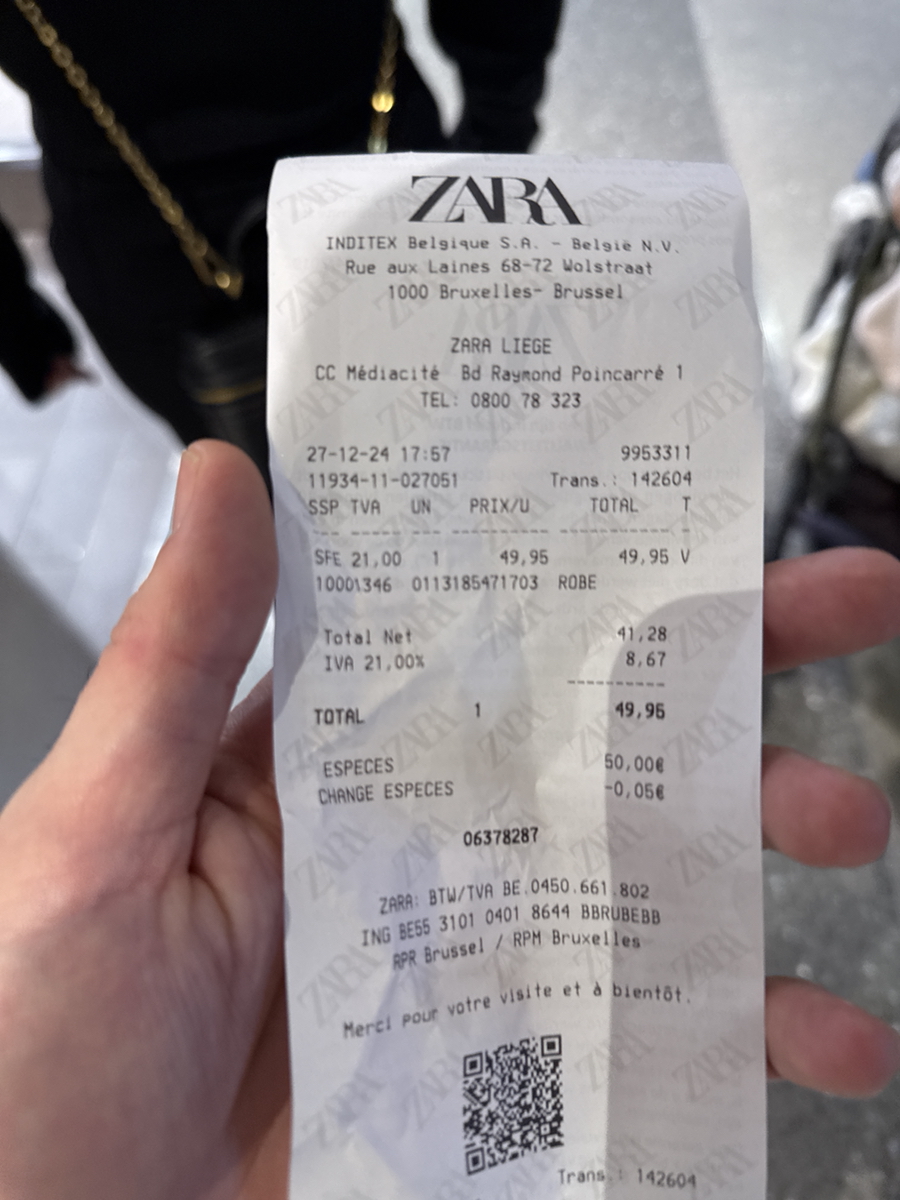 ZARA
INDITEX Belgique S.A. - Belgie N.V.
Rue aux Laines 68-72 Wolstraat
1000 Bruxelles- Brussel
ZARA LIEGE
CC Médiacité Bd Raymond Poincarré 1
TEL: 0800 78 323
27-12-24 17:57 9953311
11934-11-027051 Trans.: 142604
SSP TVA UN PRIX/U TOTAL T
SFE 21,00 1 49,95 49,95 V
10001346 0113185471703 ROBE
Total Net 41,28
IVA 21,00% 8,67
TOTAL 1 49,95
ESPECES 50,00€
CHANGE ESPECES -0,05€
06378287
ZARA: BTW/TVA BE.0450.661.802
ING BE55 3101 0401 8644 BBRUBEBB
RPR Brussel / RPM Bruxelles
Merci pour votre visite et à bientôt.
Trans.: 142604